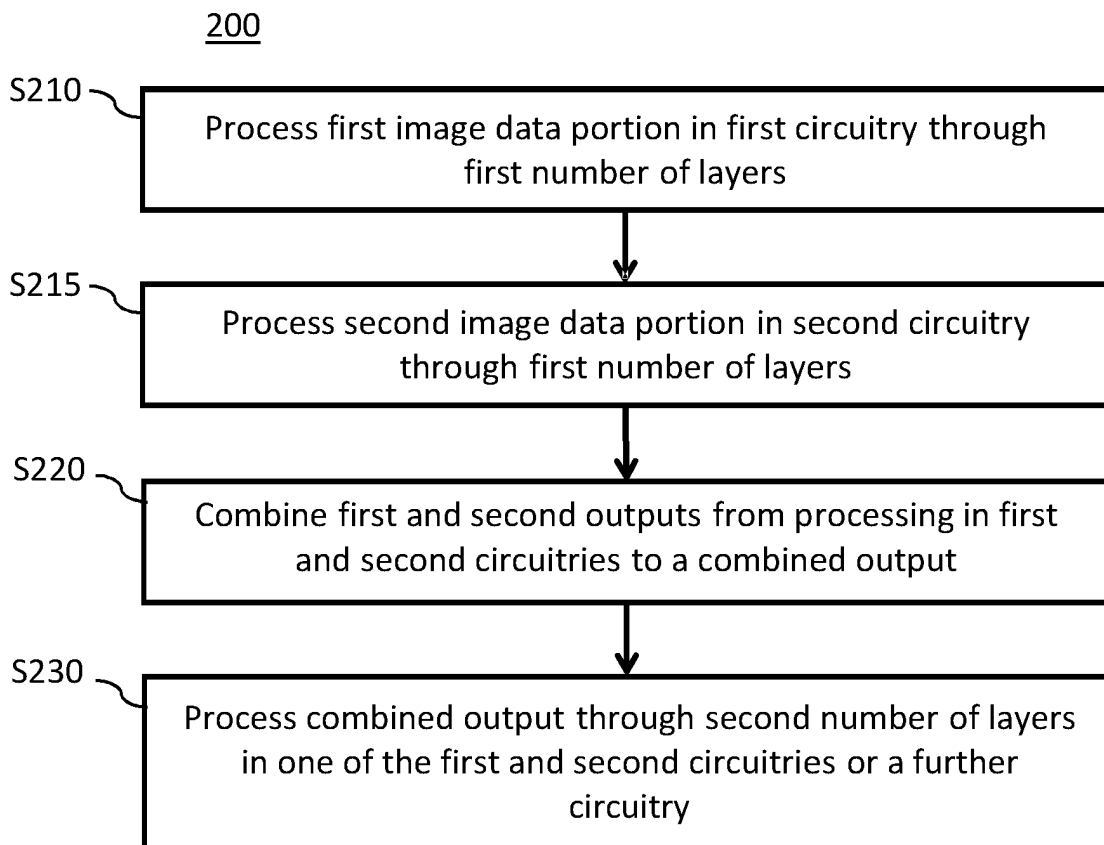 200
S210
Process first image data portion in first circuitry through
first number of layers
S215
Process second image data portion in second circuitry
through first number of layers
S220
Combine first and second outputs from processing in first
and second circuitries to a combined output
S230
Process combined output through second number of layers
in one of the first and second circuitries or a further
circuitry